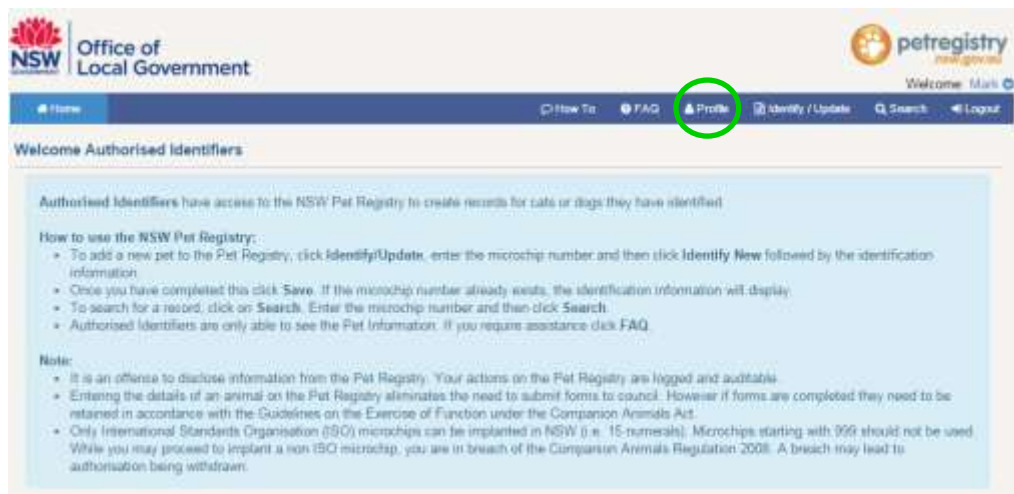 NSW
Office of
Local Government
petregistry
nsw.gov.au
Welcome Mark
Home How To FAQ Profile Identify / Update Search Logout
Welcome Authorised Identifiers
Authorised Identifiers have access to the NSW Pet Registry to create records for cats or dogs they have identified
How to use the NSW Pet Registry:
• To add a new pet to the Pet Registry, click Identify/Update, enter the microchip number and then click Identify New followed by the identification
information
• Once you have completed this click Save. If the microchip number already exists, the identification information will display.
• To search for a record, click on Search. Enter the microchip number and then click Search
• Authorised Identifiers are only able to see the Pet Information. If you require assistance click FAQ.
Note:
• It is an offense to disclose information from the Pet Registry. Your actions on the Pet Registry are logged and auditable.
• Entering the details of an animal on the Pet Registry eliminates the need to submit forms to council. However if forms are completed they need to be
retained in accordance with the Guidelines on the Exercise of Function under the Companion Animals Act.
• Only International Standards Organisation (ISO) microchips can be implanted in NSW (i.e. 15 numerals). Microchips starting with 999 should not be used.
While you may proceed to implant a non ISO microchip, you are in breach of the Companion Animals Regulation 2008. A breach may lead to
authorisation being withdrawn.